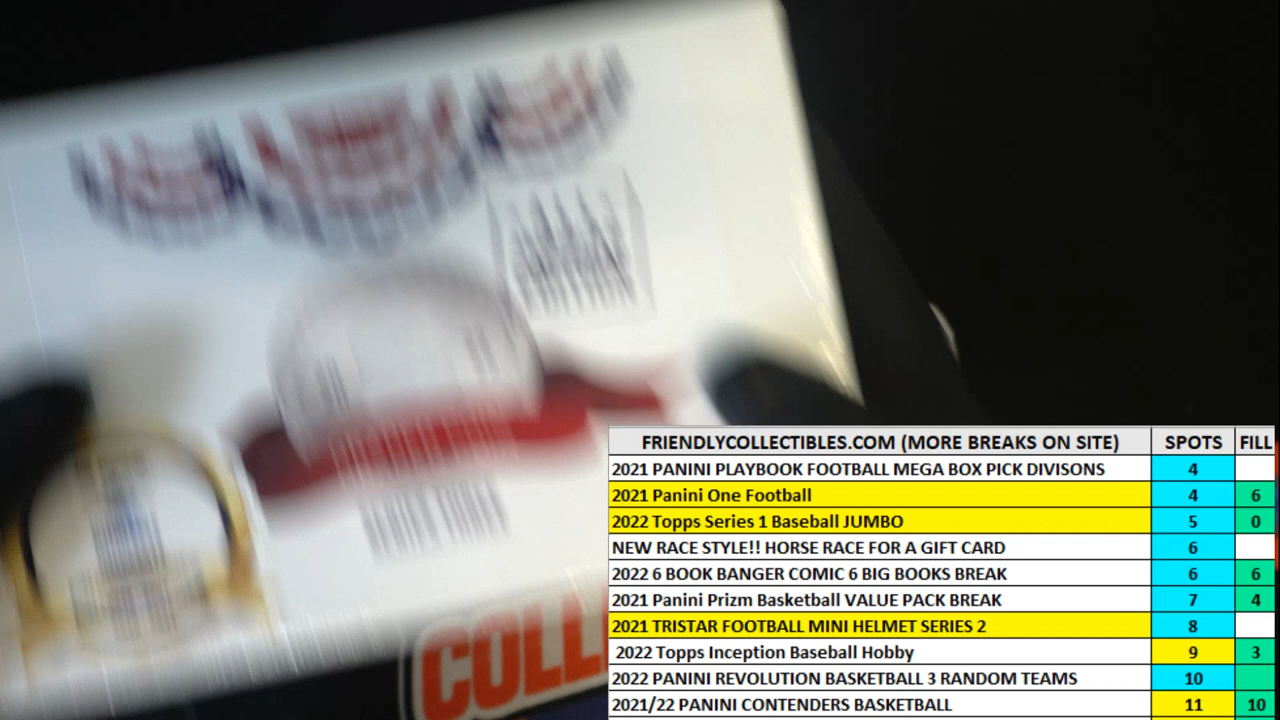 COLL
FRIENDLYCOLLECTIBLES.COM (MORE BREAKS ON SITE) SPOTS FILL
2021 PANINI PLAYBOOK FOOTBALL MEGA BOX PICK DIVISONS 4
2021 Panini One Football 4 6
2022 Topps Series 1 Baseball JUMBO 5 0
NEW RACE STYLE!! HORSE RACE FOR A GIFT CARD 6
2022 6 BOOK BANGER COMIC 6 BIG BOOKS BREAK 6 6
2021 Panini Prizm Basketball VALUE PACK BREAK 7 4
2021 TRISTAR FOOTBALL MINI HELMET SERIES 2 8
2022 Topps Inception Baseball Hobby 9 3
2022 PANINI REVOLUTION BASKETBALL 3 RANDOM TEAMS 10
2021/22 PANINI CONTENDERS BASKETBALL 11 10